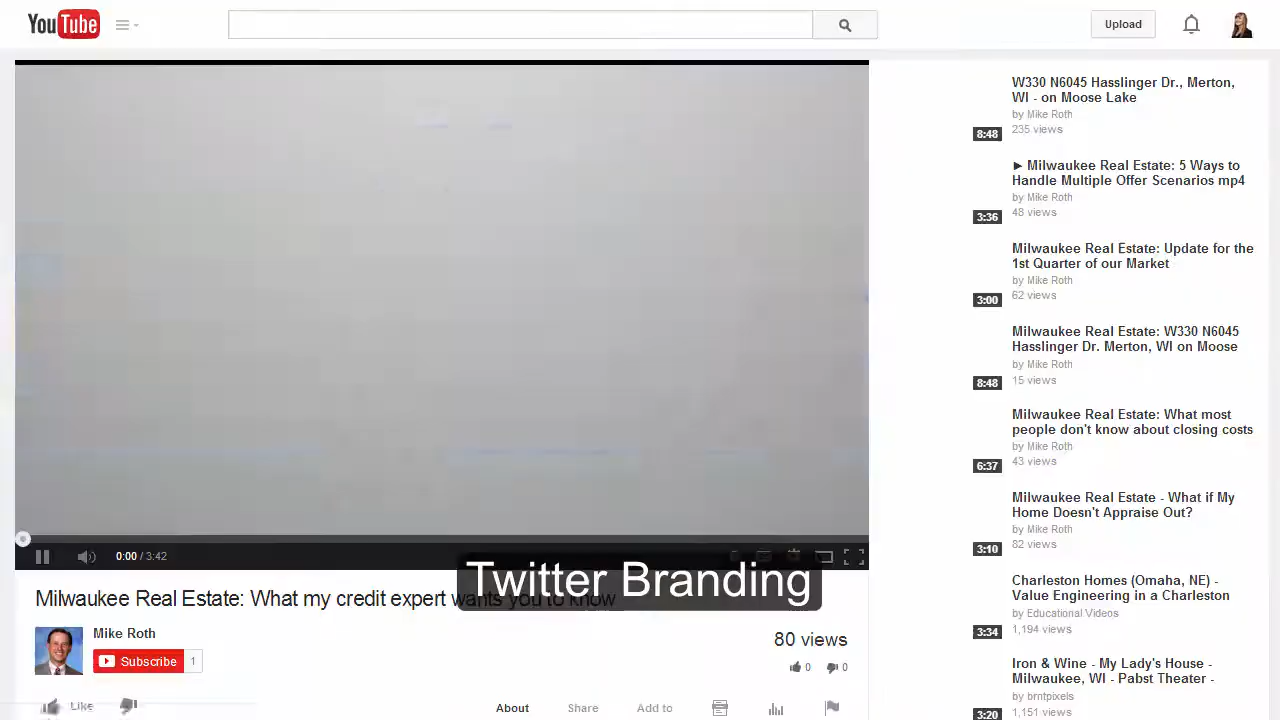 YouTube
Upload
W330 N6045 Hasslinger Dr., Merton,
WI - on Moose Lake
by Mike Roth
235 views
8:48
► Milwaukee Real Estate: 5 Ways to
Handle Multiple Offer Scenarios mp4
by Mike Roth
48 views
3:36
Milwaukee Real Estate: Update for the
1st Quarter of our Market
by Mike Roth
62 views
3:00
Milwaukee Real Estate: W330 N6045
Hasslinger Dr. Merton, WI on Moose
by Mike Roth
15 views
8:48
Milwaukee Real Estate: What most
people don't know about closing costs
by Mike Roth
43 views
6:37
Milwaukee Real Estate - What if My
Home Doesn't Appraise Out?
by Mike Roth
82 views
3:10
Charleston Homes (Omaha, NE) -
Value Engineering in a Charleston
by Educational Videos
1,194 views
3:34
Iron & Wine - My Lady's House -
Milwaukee, WI - Pabst Theater -
by brntpixels
1,151 views
3:20
0:00 / 3:42
Twitter Branding
Milwaukee Real Estate: What my credit expert wants you to know
Mike Roth
Subscribe 1
80 views
0 0
Like
About Share Add to